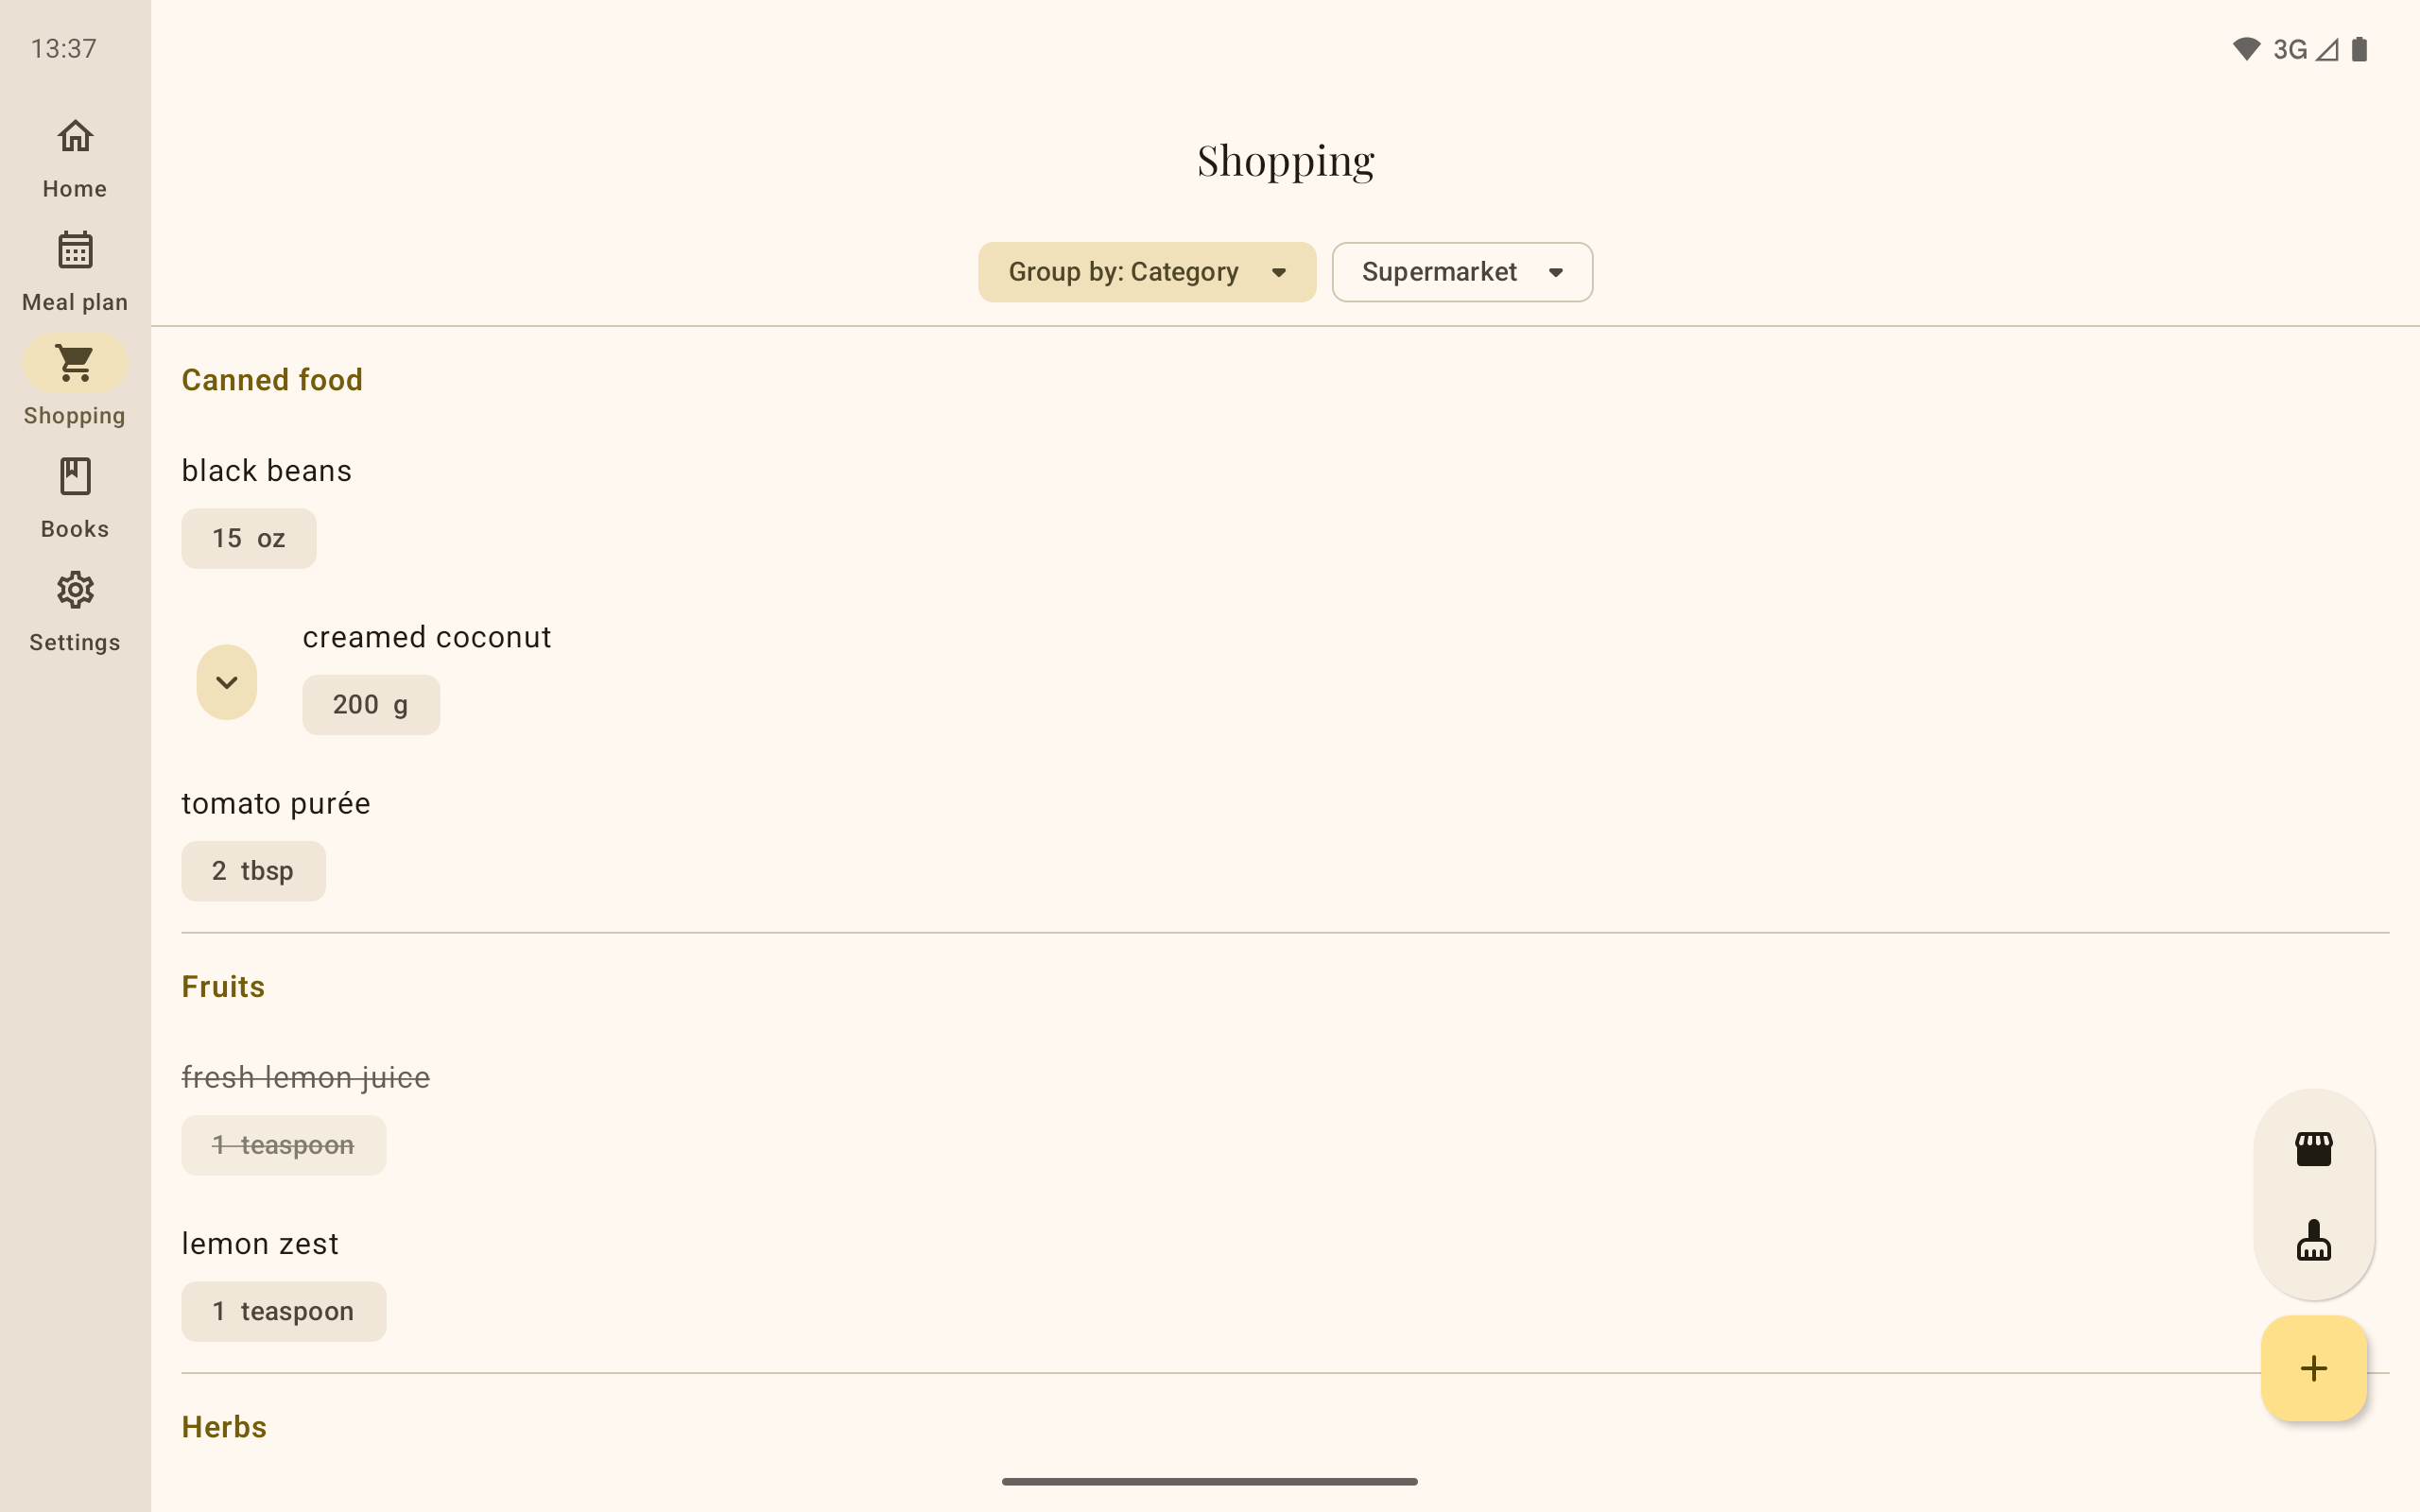 13:37
3G
Home
Meal plan
Shopping
Books
Settings
Shopping
Group by: Category
Supermarket
Canned food
black beans
15 oz
creamed coconut
200 g
tomato purée
2 tbsp
Fruits
fresh lemon juice
1 teaspoon
lemon zest
1 teaspoon
Herbs